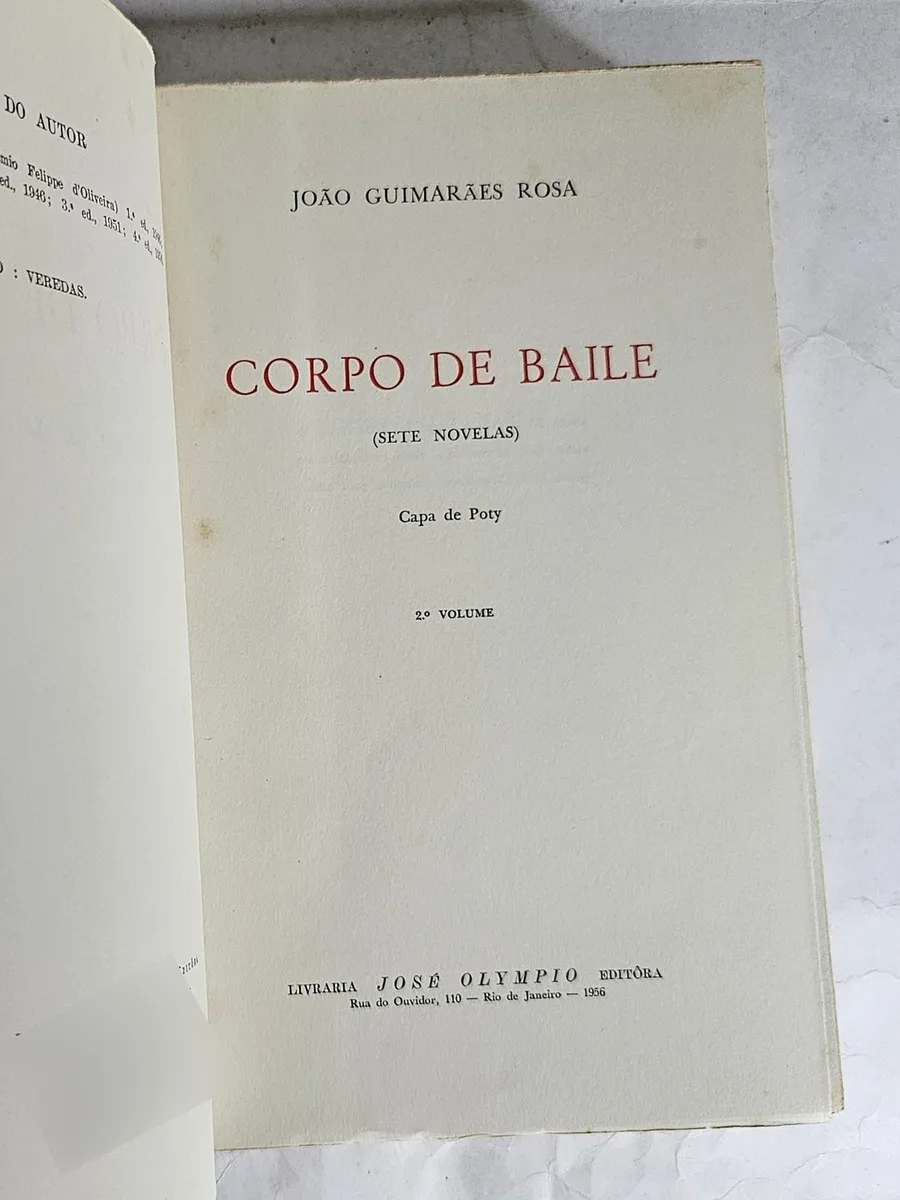 DO AUTOR
mio Felippe d'Oliveira) 1.ª ed.,
ed., 1946; 3.ª ed., 1951; 4.ª ed.,
: VEREDAS.
JOÃO GUIMARÃES ROSA
CORPO DE BAILE
(SETE NOVELAS)
Capa de Poty
2.º VOLUME
LIVRARIA JOSÉ OLYMPIO EDITÔRA
Rua do Ouvidor, 110 — Rio de Janeiro — 1956